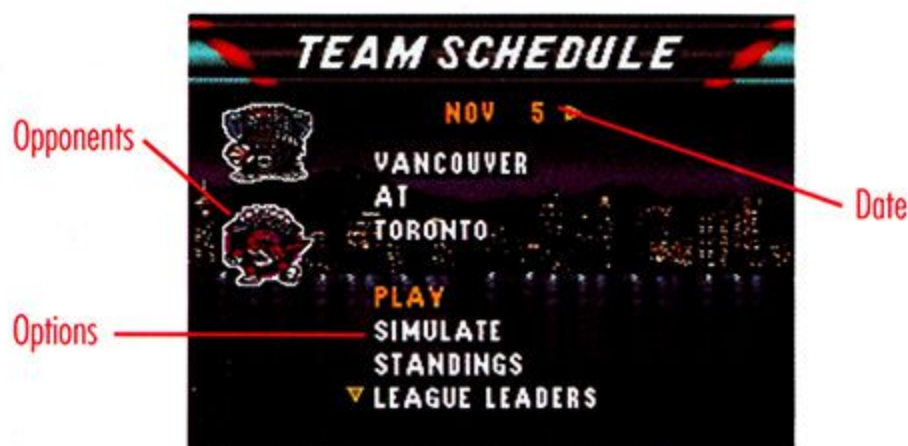 TEAM SCHEDULE
NOV 5
Opponents
VANCOUVER
AT
TORONTO
Date
PLAY
Options
SIMULATE
STANDINGS
LEAGUE LEADERS